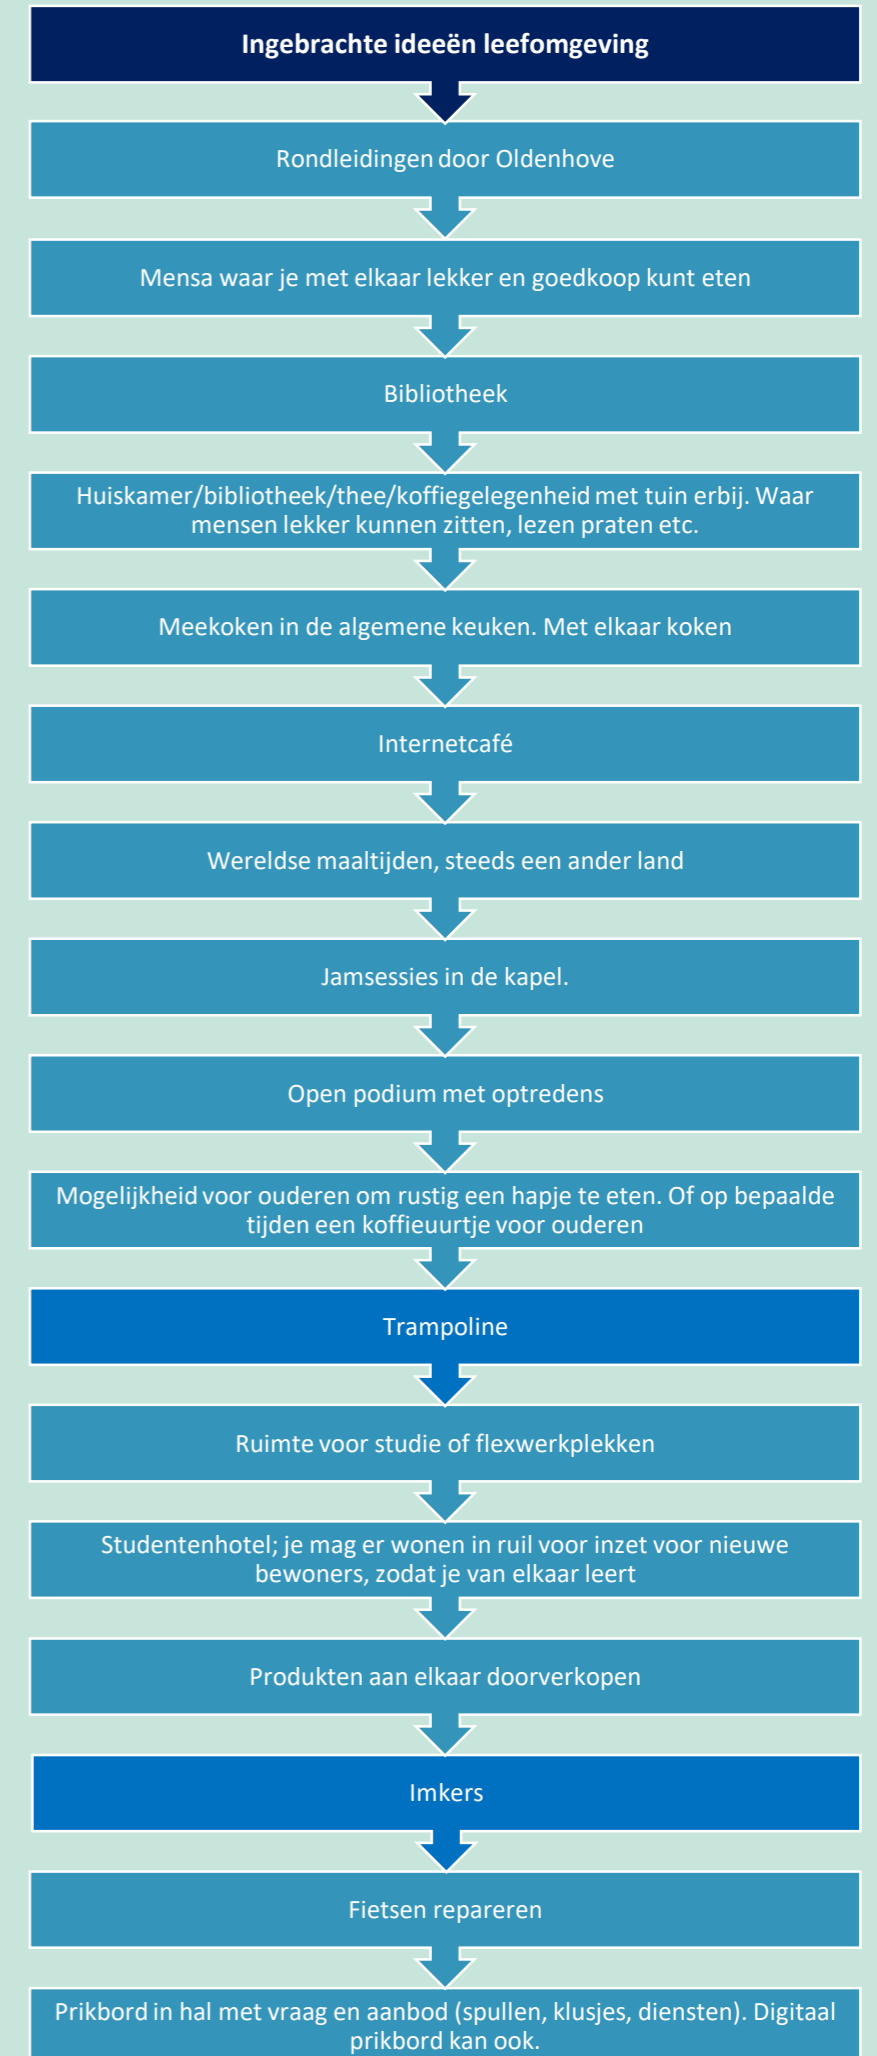 Ingebrachte ideeën leefomgeving
Rondleidingen door Oldenhove
Mensa waar je met elkaar lekker en goedkoop kunt eten
Bibliotheek
Huiskamer/bibliotheek/thee/koffiegelegenheid met tuin erbij. Waar
mensen lekker kunnen zitten, lezen praten etc.
Meekoken in de algemene keuken. Met elkaar koken
Internetcafé
Wereldse maaltijden, steeds een ander land
Jamsessies in de kapel.
Open podium met optredens
Mogelijkheid voor ouderen om rustig een hapje te eten. Of op bepaalde
tijden een koffieuurtje voor ouderen
Trampoline
Ruimte voor studie of flexwerkplekken
Studentenhotel; je mag er wonen in ruil voor inzet voor nieuwe
bewoners, zodat je van elkaar leert
Produkten aan elkaar doorverkopen
Imkers
Fietsen repareren
Prikbord in hal met vraag en aanbod (spullen, klusjes, diensten). Digitaal
prikbord kan ook.